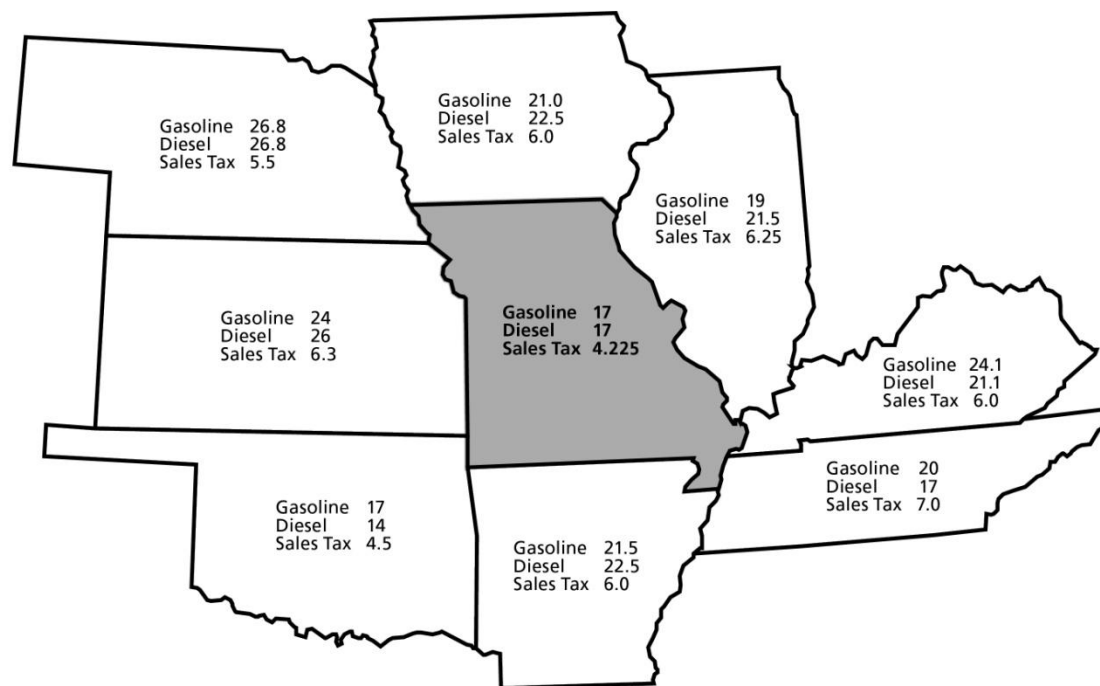 Gasoline 21.0
Diesel 22.5
Sales Tax 6.0
Gasoline 26.8
Diesel 26.8
Sales Tax 5.5
Gasoline 19
Diesel 21.5
Sales Tax 6.25
Gasoline 24
Diesel 26
Sales Tax 6.3
Gasoline 17
Diesel 17
Sales Tax 4.225
Gasoline 24.1
Diesel 21.1
Sales Tax 6.0
Gasoline 20
Diesel 17
Sales Tax 7.0
Gasoline 17
Diesel 14
Sales Tax 4.5
Gasoline 21.5
Diesel 22.5
Sales Tax 6.0